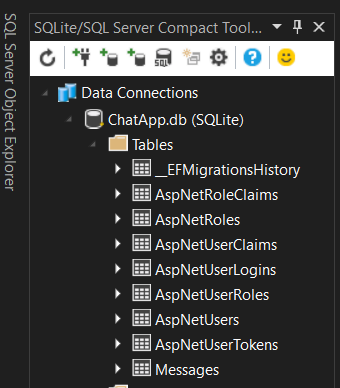 SQLite/SQL Server Compact Tool...
SQL Server Object Explorer
SQL
Data Connections
ChatApp.db (SQLite)
Tables
__EFMigrationsHistory
AspNetRoleClaims
AspNetRoles
AspNetUserClaims
AspNetUserLogins
AspNetUserRoles
AspNetUsers
AspNetUserTokens
Messages